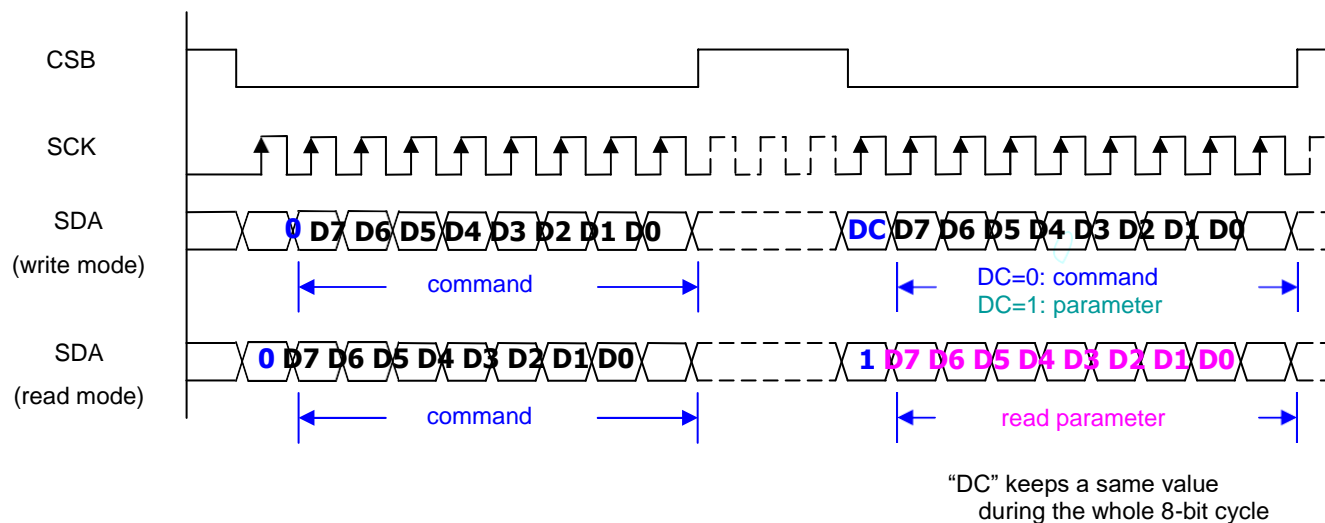 CSB
SCK
SDA
(write mode)
0 D7 D6 D5 D4 D3 D2 D1 D0
DC D7 D6 D5 D4 D3 D2 D1 D0
command
DC=0: command
DC=1: parameter
SDA
(read mode)
0 D7 D6 D5 D4 D3 D2 D1 D0
1 D7 D6 D5 D4 D3 D2 D1 D0
command
read parameter
“DC” keeps a same value
during the whole 8-bit cycle